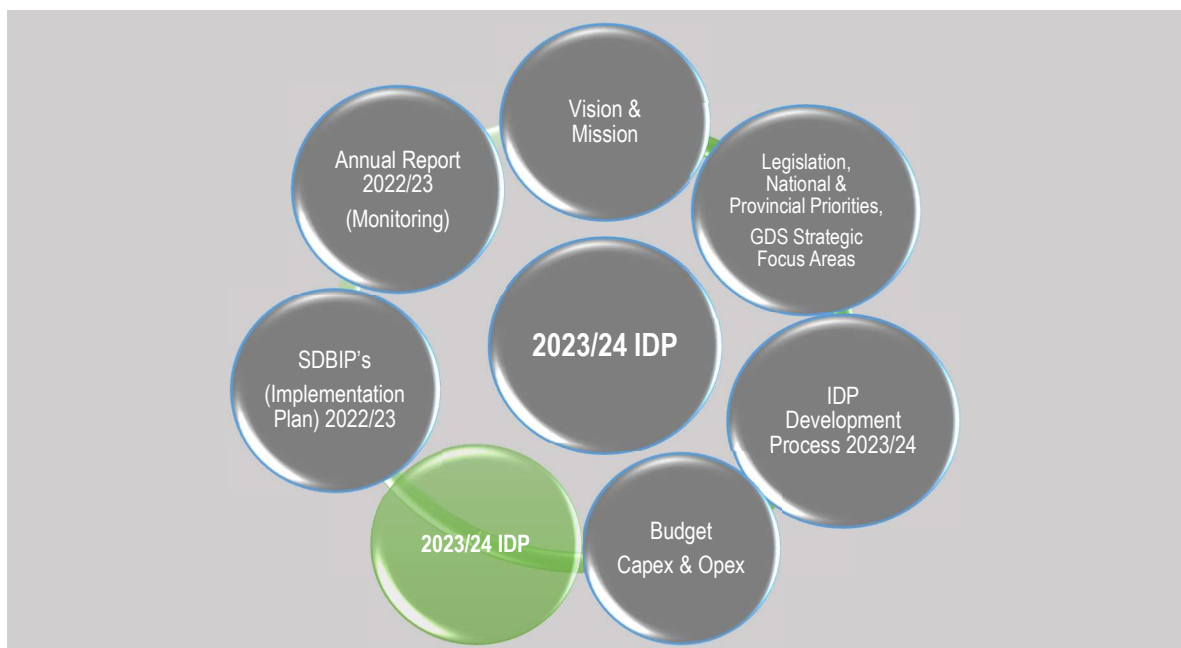 Vision &
Mission
Legislation,
National &
Provincial Priorities,
GDS Strategic
Focus Areas
IDP
Development
Process 2023/24
Budget
Capex & Opex
2023/24 IDP
SDBIP's
(Implementation
Plan) 2022/23
Annual Report
2022/23
(Monitoring)
2023/24 IDP